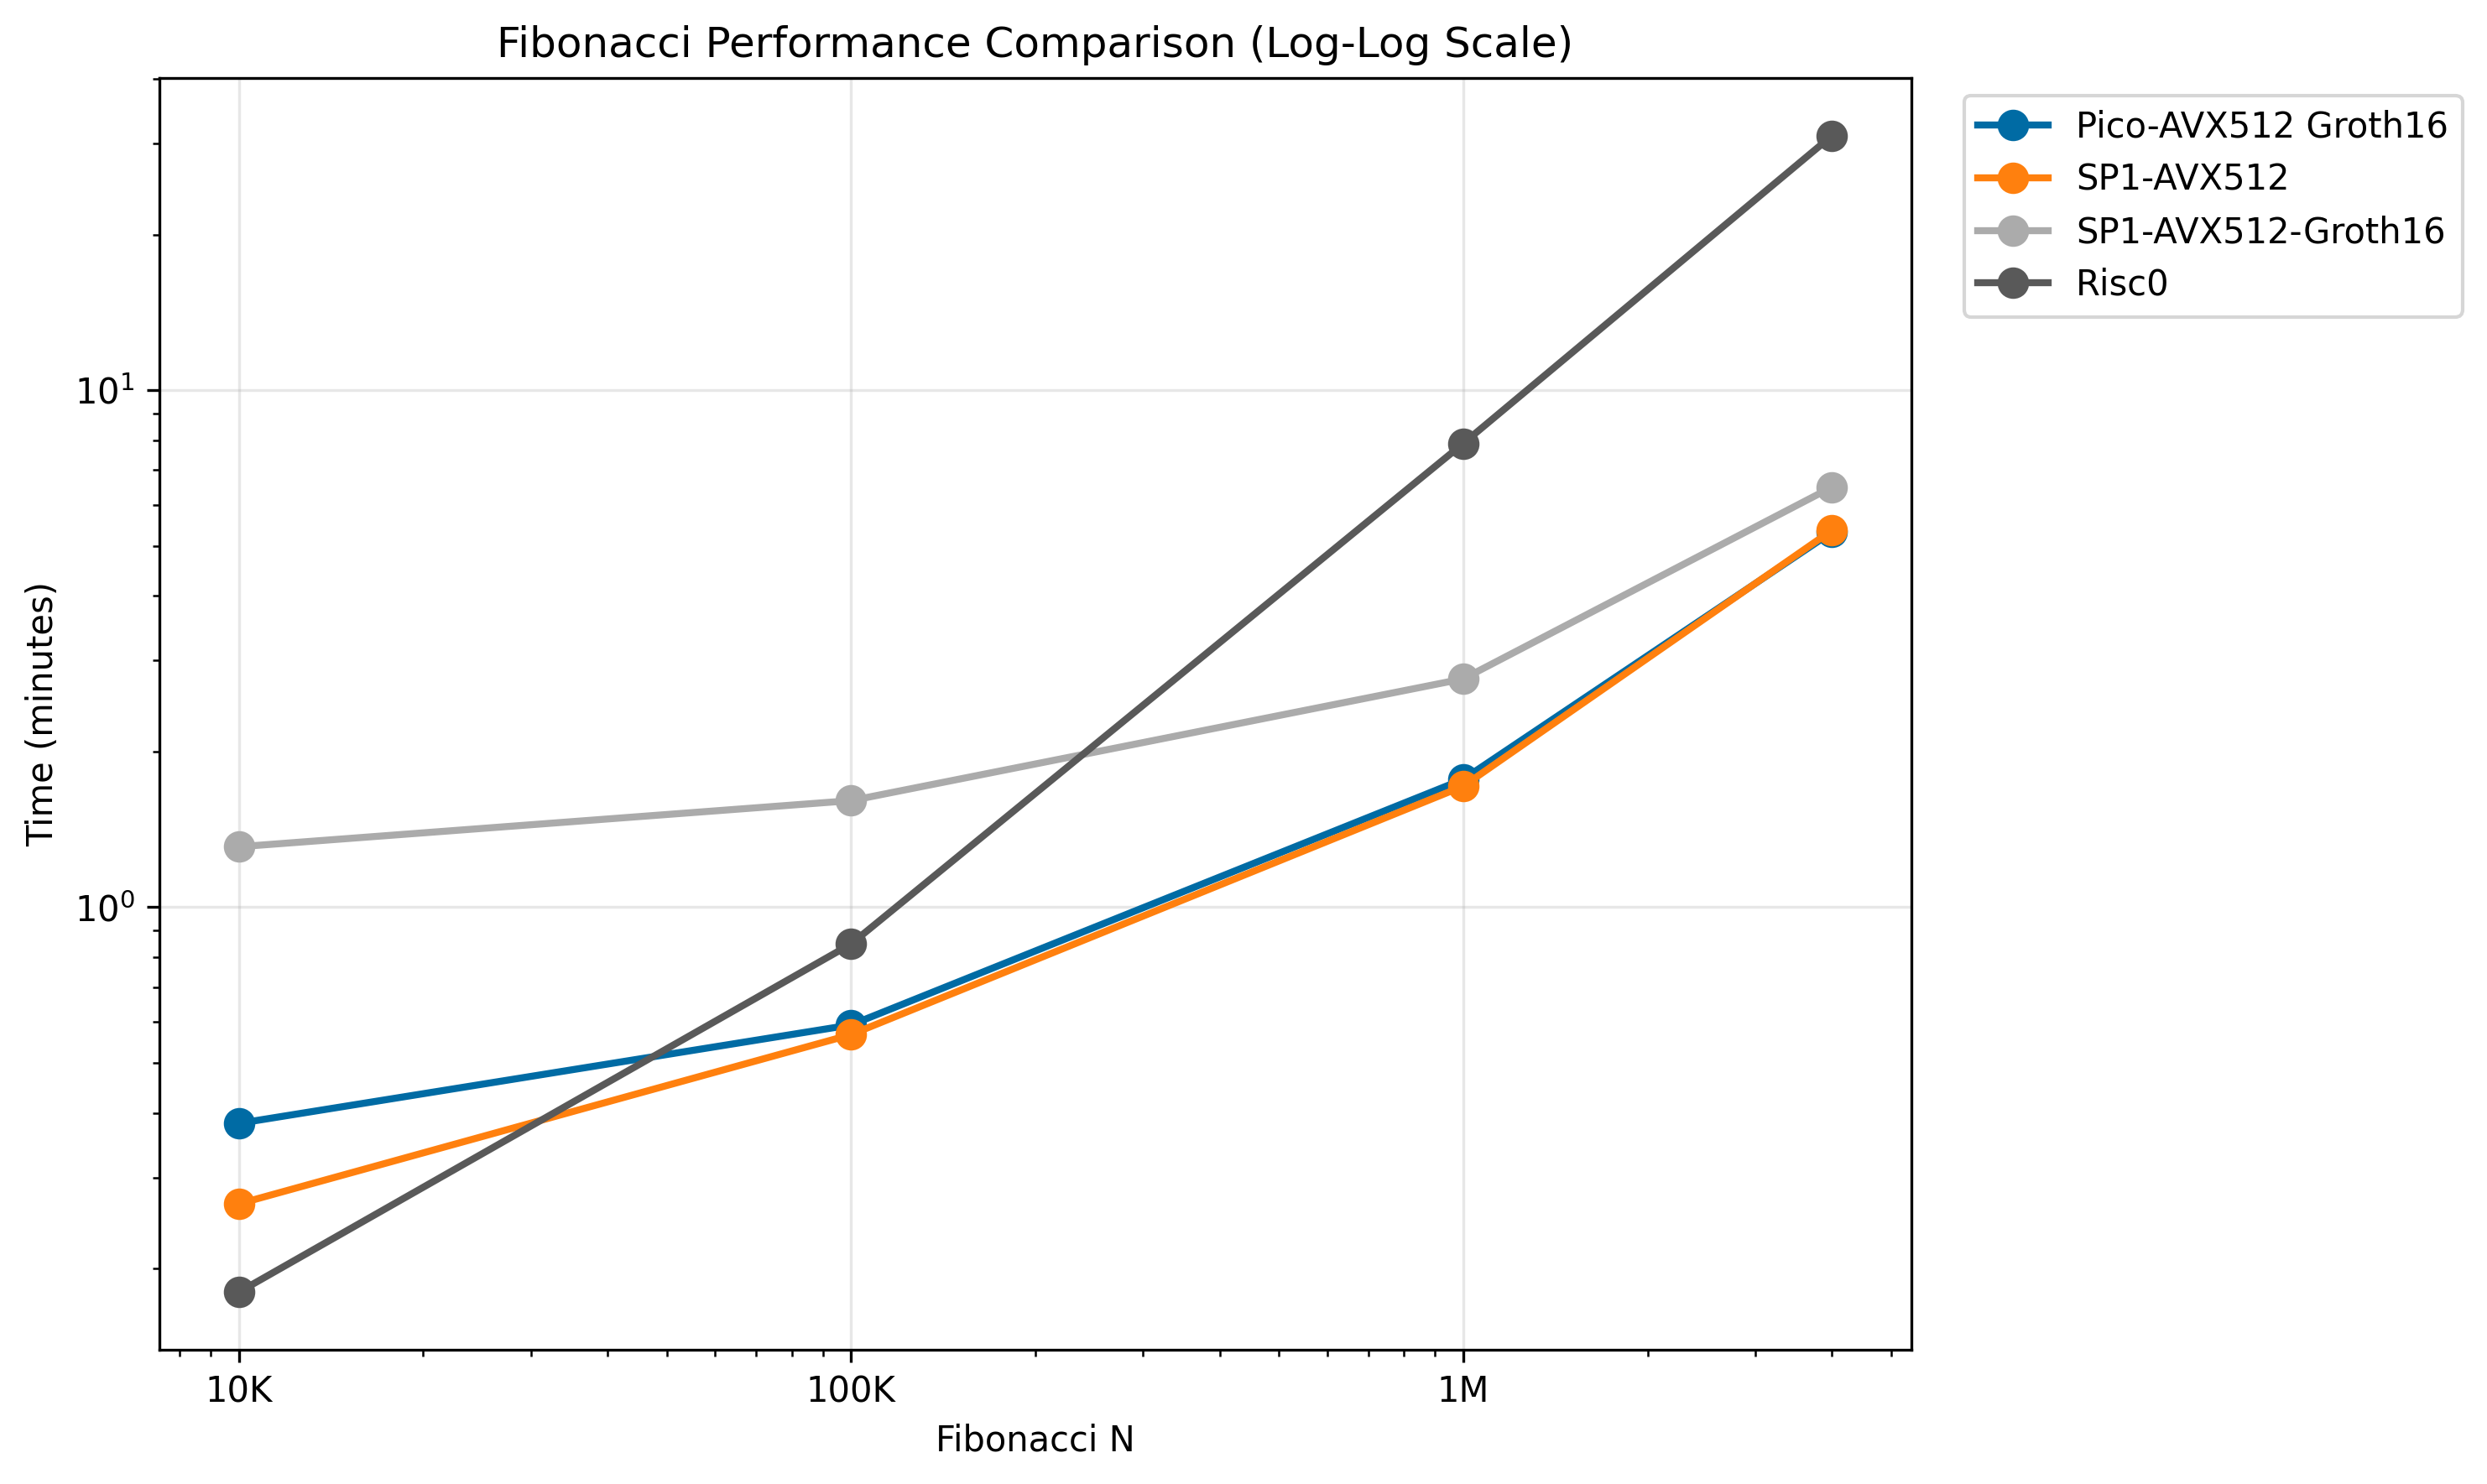 Fibonacci Performance Comparison (Log-Log Scale)
Pico-AVX512 Groth16
SP1-AVX512
SP1-AVX512-Groth16
Risc0
10¹
10⁰
Time (minutes)
10K 100K 1M
Fibonacci N